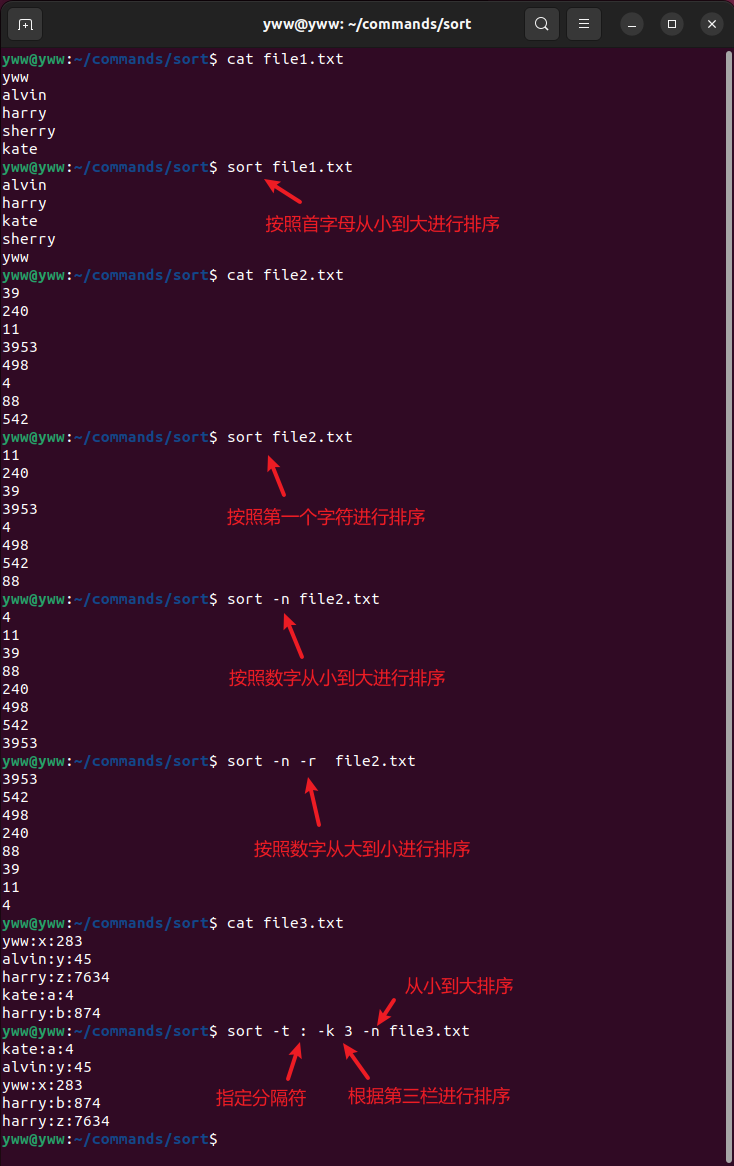 yww@yww: ~/commands/sort
yww@yww:~/commands/sort$ cat file1.txt
yww
alvin
harry
sherry
kate
yww@yww:~/commands/sort$ sort file1.txt
alvin
harry
按照首字母从小到大进行排序
kate
sherry
yww
yww@yww:~/commands/sort$ cat file2.txt
39
240
11
3953
498
4
88
542
yww@yww:~/commands/sort$ sort file2.txt
11
240
39
3953
按照第一个字符进行排序
4
498
542
88
yww@yww:~/commands/sort$ sort -n file2.txt
4
11
39
88
按照数字从小到大进行排序
240
498
542
3953
yww@yww:~/commands/sort$ sort -n -r  file2.txt
3953
542
498
240
88
按照数字从大到小进行排序
39
11
4
yww@yww:~/commands/sort$ cat file3.txt
yww:x:283
alvin:y:45
harry:z:7634
从小到大排序
kate:a:4
harry:b:874
yww@yww:~/commands/sort$ sort -t : -k 3 -n file3.txt
kate:a:4
alvin:y:45
yww:x:283
harry:b:874
指定分隔符 根据第三栏进行排序
harry:z:7634
yww@yww:~/commands/sort$